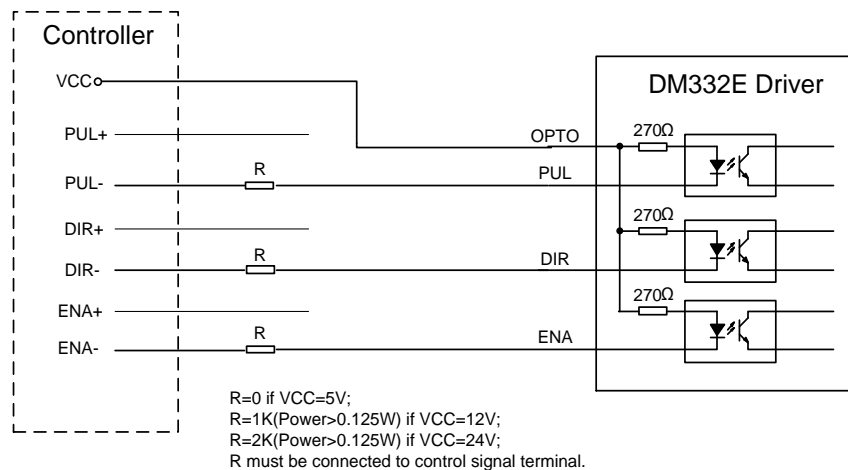 Controller
VCC
DM332E Driver
PUL+
OPTO
270Ω
PUL-
R
PUL
DIR+
270Ω
DIR-
R
DIR
ENA+
270Ω
ENA-
R
ENA
R=0 if VCC=5V;
R=1K(Power>0.125W) if VCC=12V;
R=2K(Power>0.125W) if VCC=24V;
R must be connected to control signal terminal.